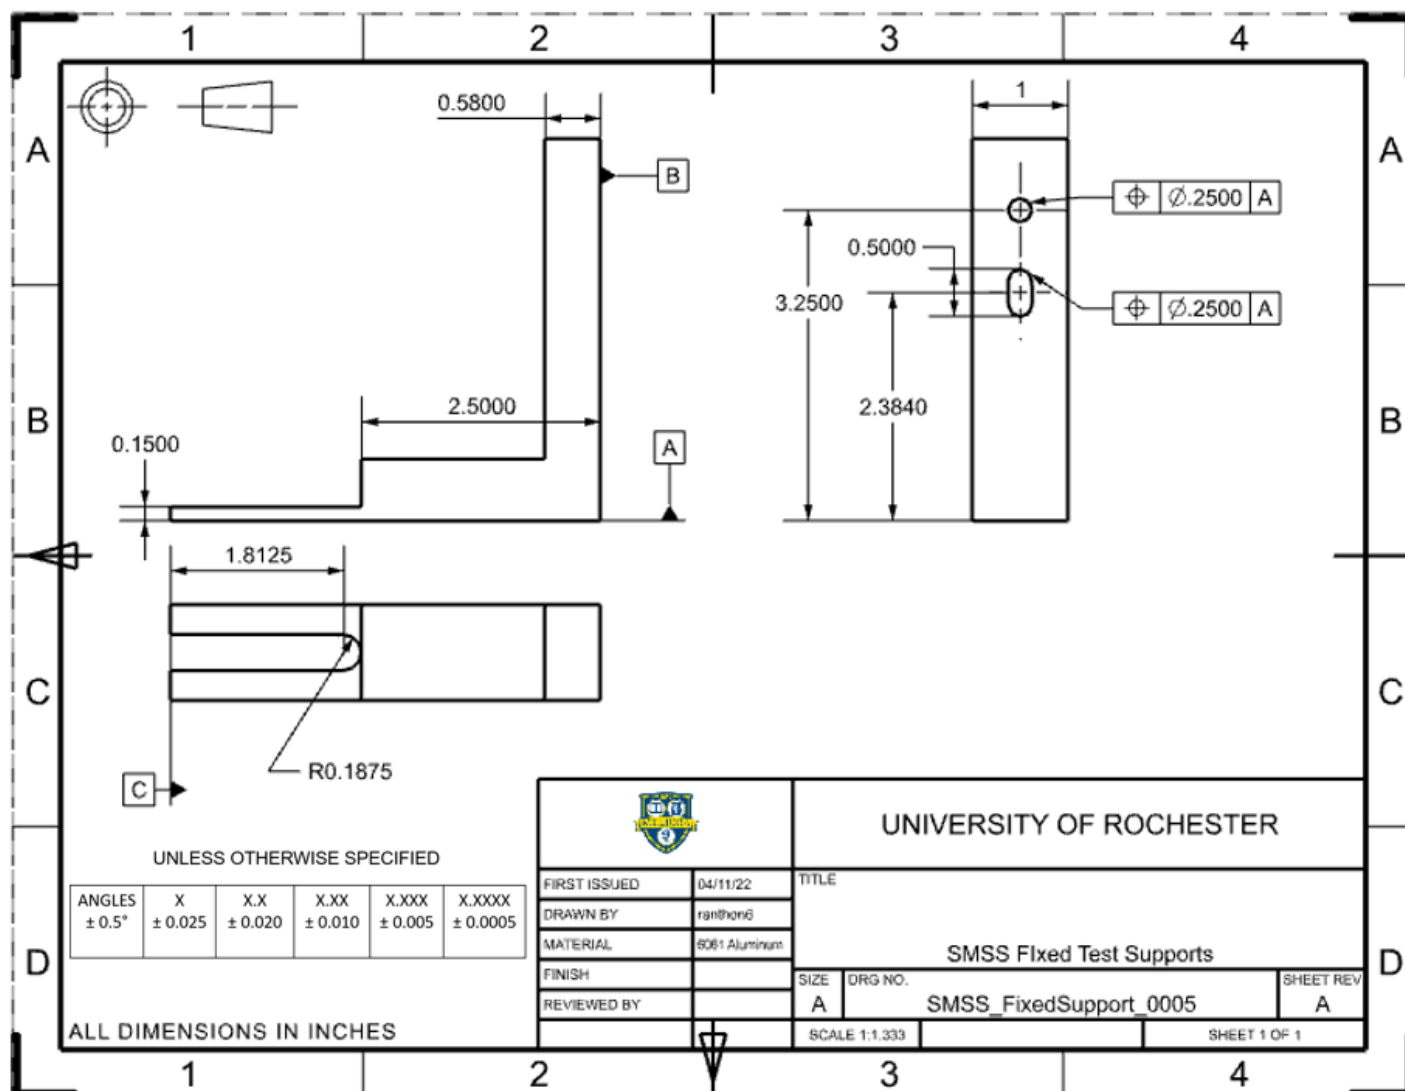 1 2 3 4
A A
B B
C C
D D
0.5800
B
2.5000
A
0.1500
1
⌖ Ø.2500 A
0.5000
3.2500
⌖ Ø.2500 A
2.3840
1.8125
R0.1875
C
UNLESS OTHERWISE SPECIFIED
ANGLES X X.X X.XX X.XXX X.XXXX
± 0.5° ± 0.025 ± 0.020 ± 0.010 ± 0.005 ± 0.0005
ALL DIMENSIONS IN INCHES
UNIVERSITY OF ROCHESTER
FIRST ISSUED 04/11/22
DRAWN BY ranthon6
MATERIAL 6061 Aluminum
FINISH
REVIEWED BY
TITLE
SMSS FIxed Test Supports
SIZE DRG NO. SHEET REV
A SMSS_FixedSupport_0005 A
SCALE 1:1.333 SHEET 1 OF 1
1 2 3 4